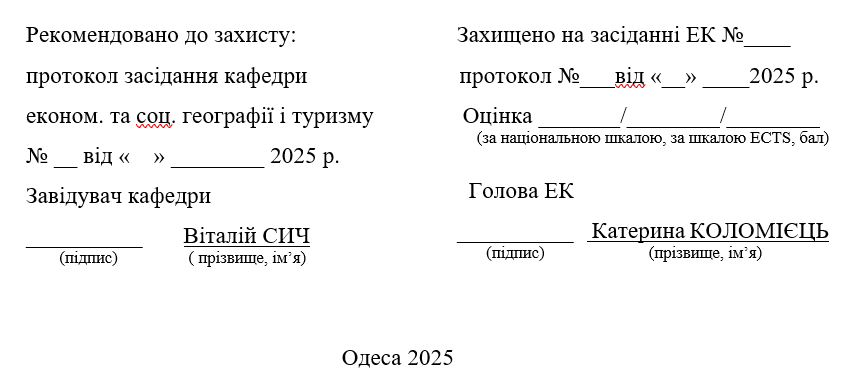 Рекомендовано до захисту:
протокол засідання кафедри
економ. та соц. географії і туризму
№ __ від «    » ________ 2025 р.
Завідувач кафедри
__________ Віталій СИЧ
(підпис) ( прізвище, ім’я)
Захищено на засіданні ЕК №____
протокол №___від «__» ____2025 р.
Оцінка _______/________/________
(за національною шкалою, за шкалою ECTS, бал)
Голова ЕК
__________ Катерина КОЛОМІЄЦЬ
(підпис) (прізвище, ім’я)
Одеса 2025